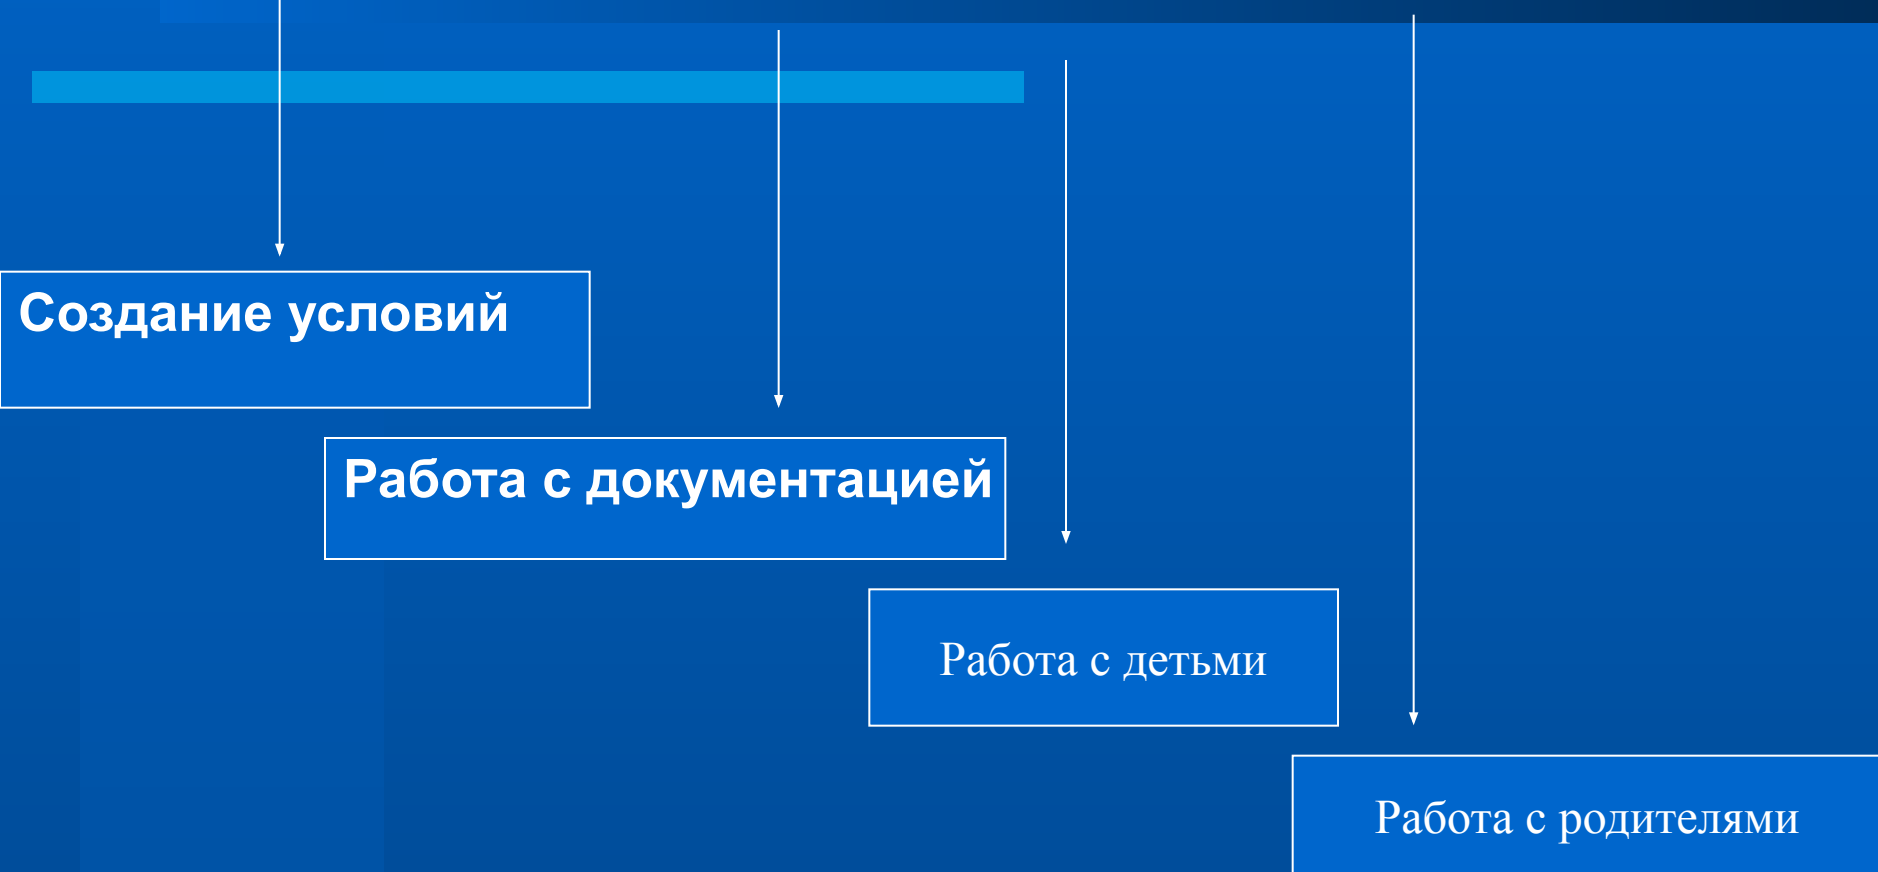 Создание условий
Работа с документацией
Работа с детьми
Работа с родителями